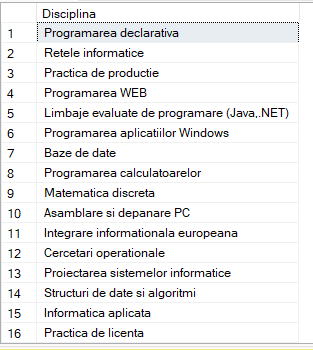 Disciplina
1 Programarea declarativa
2 Retele informatice
3 Practica de productie
4 Programarea WEB
5 Limbaje evaluate de programare (Java,.NET)
6 Programarea aplicatiilor Windows
7 Baze de date
8 Programarea calculatoarelor
9 Matematica discreta
10 Asamblare si depanare PC
11 Integrare informationala europeana
12 Cercetari operationale
13 Proiectarea sistemelor informatice
14 Structuri de date si algoritmi
15 Informatica aplicata
16 Practica de licenta